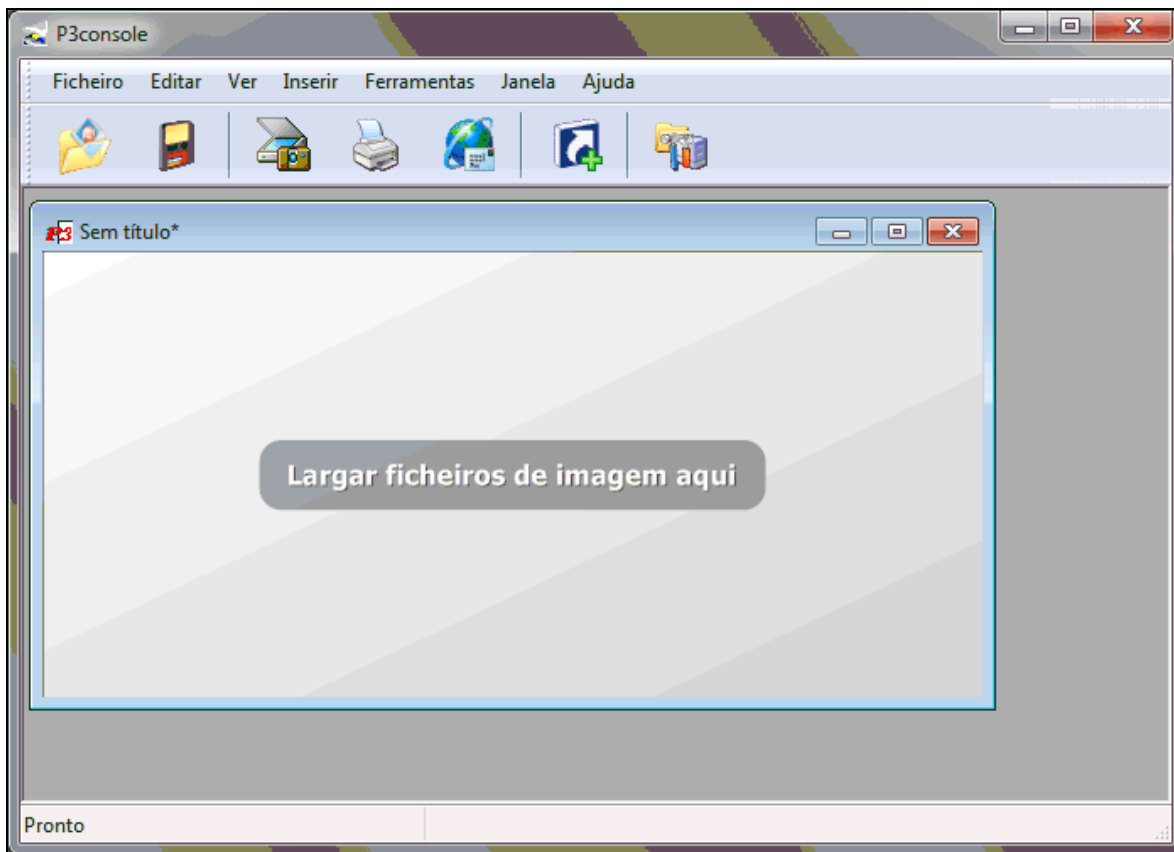 P3console
Ficheiro Editar Ver Inserir Ferramentas Janela Ajuda
P3 Sem título*
Largar ficheiros de imagem aqui
Pronto